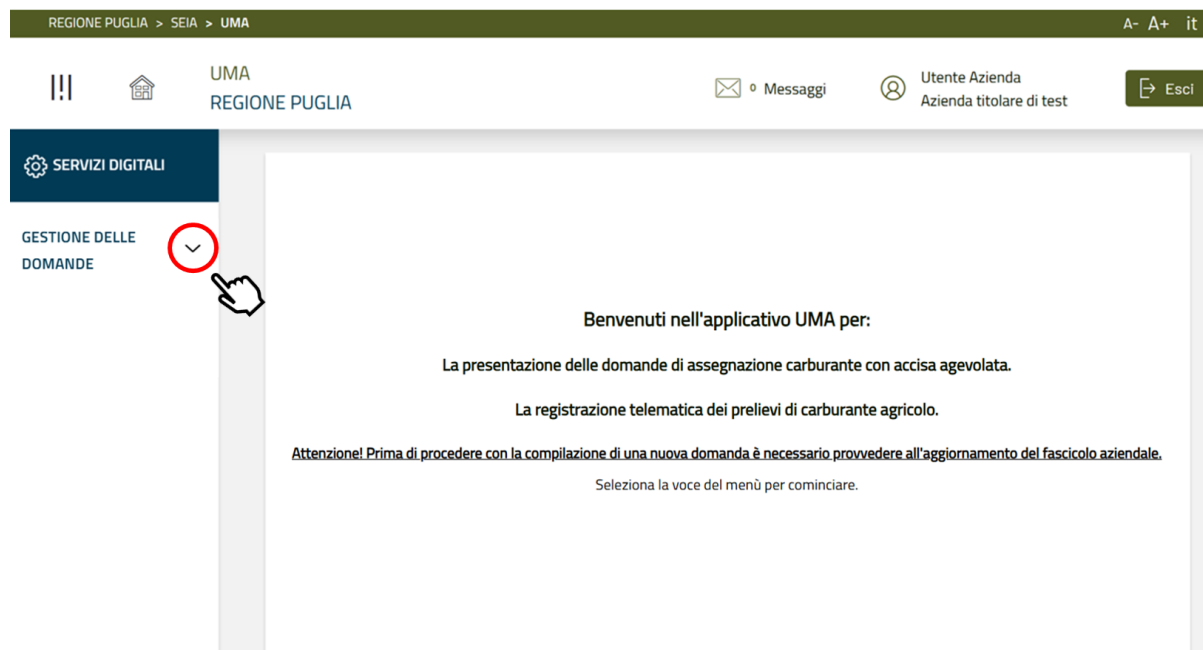 REGIONE PUGLIA > SEIA > UMA
A- A+ it
UMA
REGIONE PUGLIA
0 Messaggi
Utente Azienda
Azienda titolare di test
Esci
SERVIZI DIGITALI
GESTIONE DELLE
DOMANDE
Benvenuti nell'applicativo UMA per:
La presentazione delle domande di assegnazione carburante con accisa agevolata.
La registrazione telematica dei prelievi di carburante agricolo.
Attenzione! Prima di procedere con la compilazione di una nuova domanda è necessario provvedere all'aggiornamento del fascicolo aziendale.
Seleziona la voce del menù per cominciare.